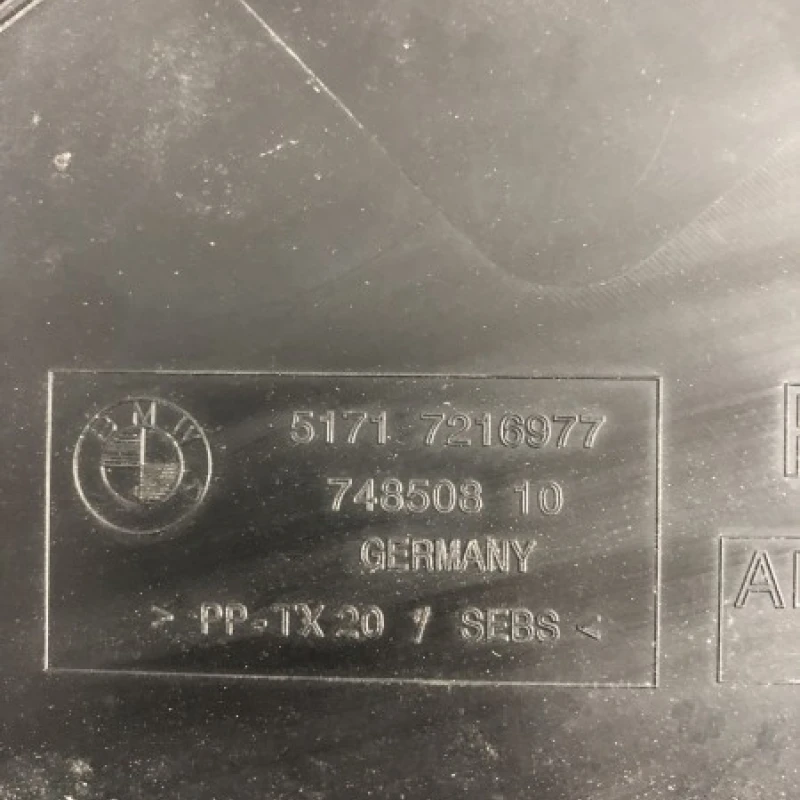 BMW
5171 7216977
748508 10
GERMANY
> PP-TX 20 / SEBS <